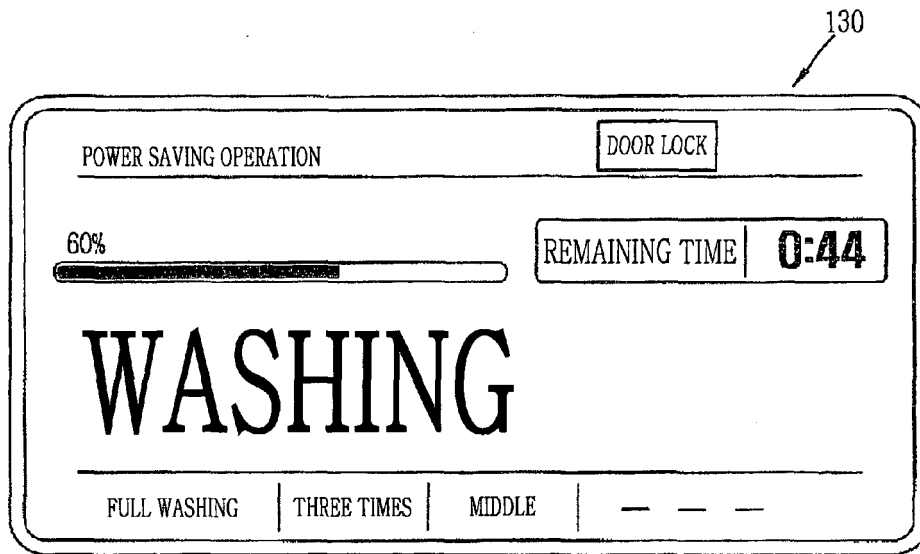 130
POWER SAVING OPERATION DOOR LOCK
60%
REMAINING TIME 0:44
WASHING
FULL WASHING THREE TIMES MIDDLE — — —